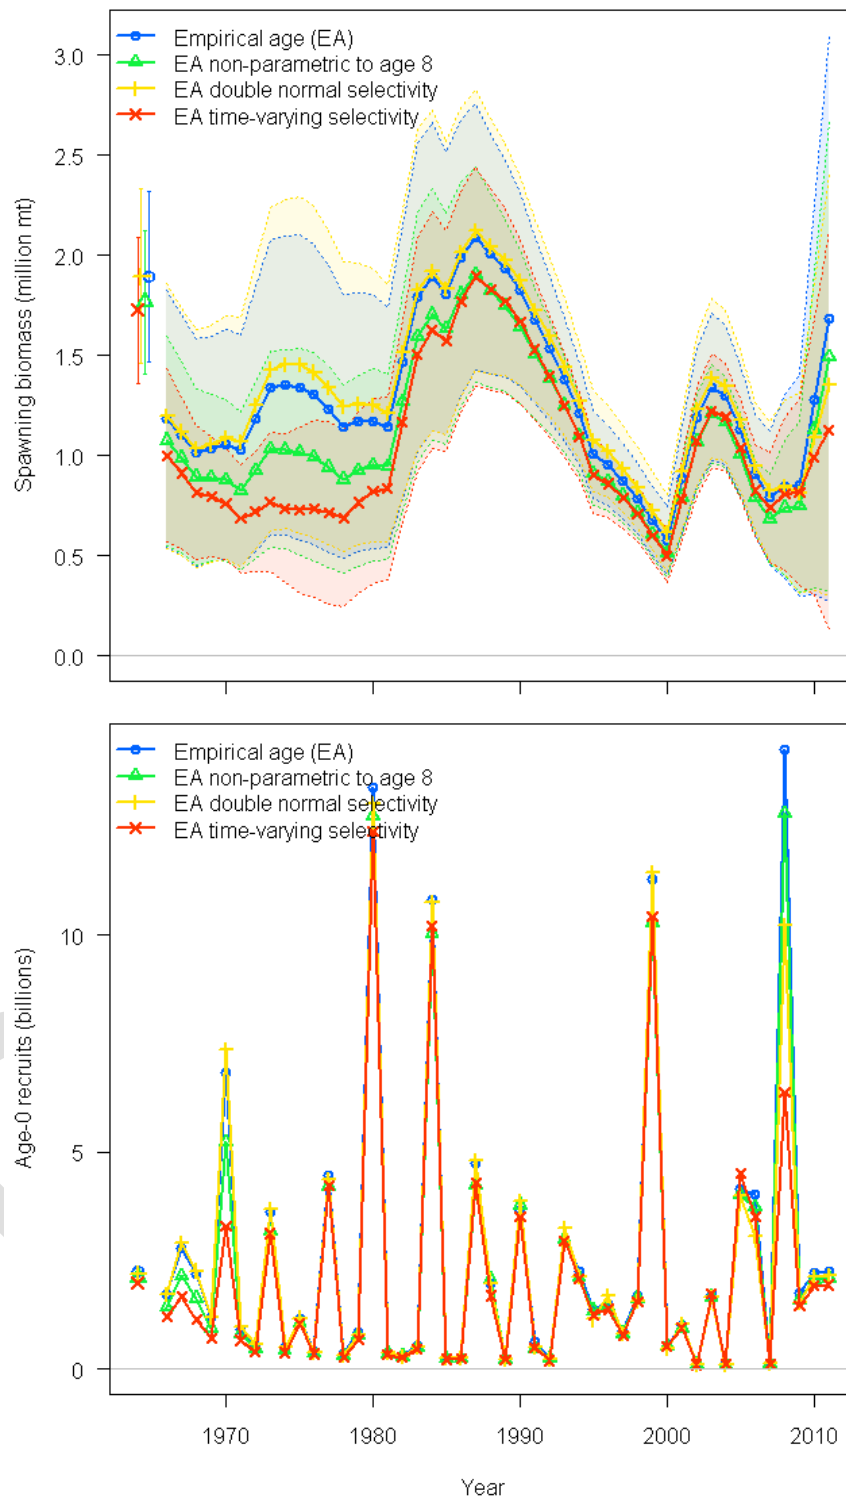 Empirical age (EA)
EA non-parametric to age 8
EA double normal selectivity
EA time-varying selectivity
Spawning biomass (million mt)
3.0
2.5
2.0
1.5
1.0
0.5
0.0
Empirical age (EA)
EA non-parametric to age 8
EA double normal selectivity
EA time-varying selectivity
Age-0 recruits (billions)
10
5
0
1970 1980 1990 2000 2010
Year